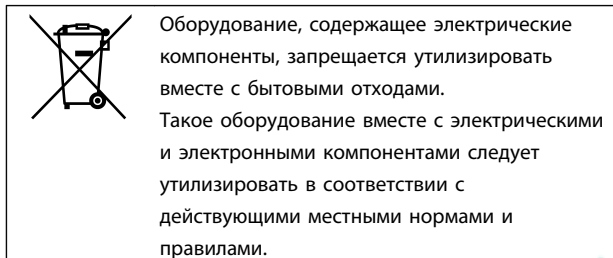 Оборудование, содержащее электрические
компоненты, запрещается утилизировать
вместе с бытовыми отходами.
Такое оборудование вместе с электрическими
и электронными компонентами следует
утилизировать в соответствии с
действующими местными нормами и
правилами.